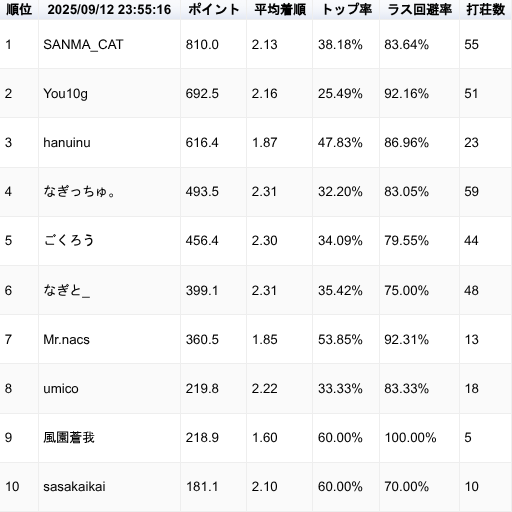 順位 2025/09/12 23:55:16 ポイント 平均着順 トップ率 ラス回避率 打荘数
1 SANMA_CAT 810.0 2.13 38.18% 83.64% 55
2 You10g 692.5 2.16 25.49% 92.16% 51
3 hanuinu 616.4 1.87 47.83% 86.96% 23
4 なぎっちゅ。 493.5 2.31 32.20% 83.05% 59
5 ごくろう 456.4 2.30 34.09% 79.55% 44
6 なぎと_ 399.1 2.31 35.42% 75.00% 48
7 Mr.nacs 360.5 1.85 53.85% 92.31% 13
8 umico 219.8 2.22 33.33% 83.33% 18
9 風園蒼我 218.9 1.60 60.00% 100.00% 5
10 sasakaikai 181.1 2.10 60.00% 70.00% 10